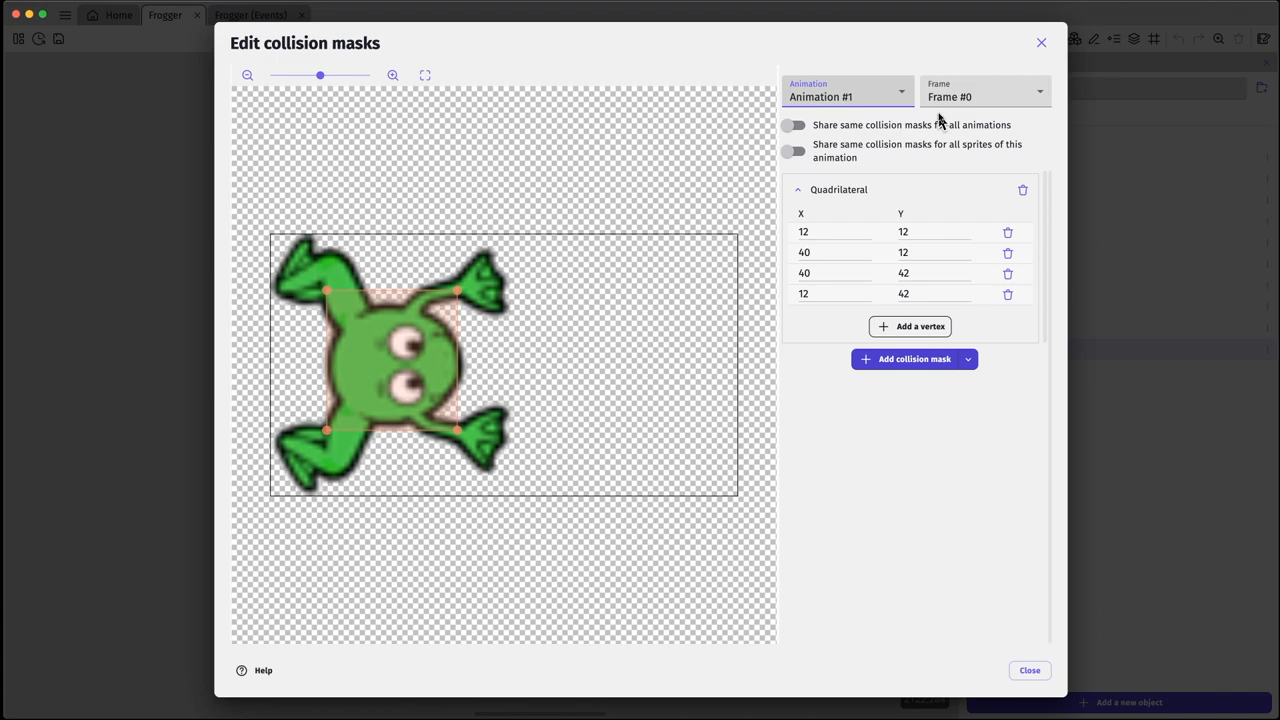 Home
Frogger
Frogger (Events)
Edit collision masks
Animation
Animation #1
Frame
Frame #0
Share same collision masks for all animations
Share same collision masks for all sprites of this
animation
Quadrilateral
X Y
12 12
40 12
40 42
12 42
Add a vertex
Add collision mask
Help
Close
Add a new object